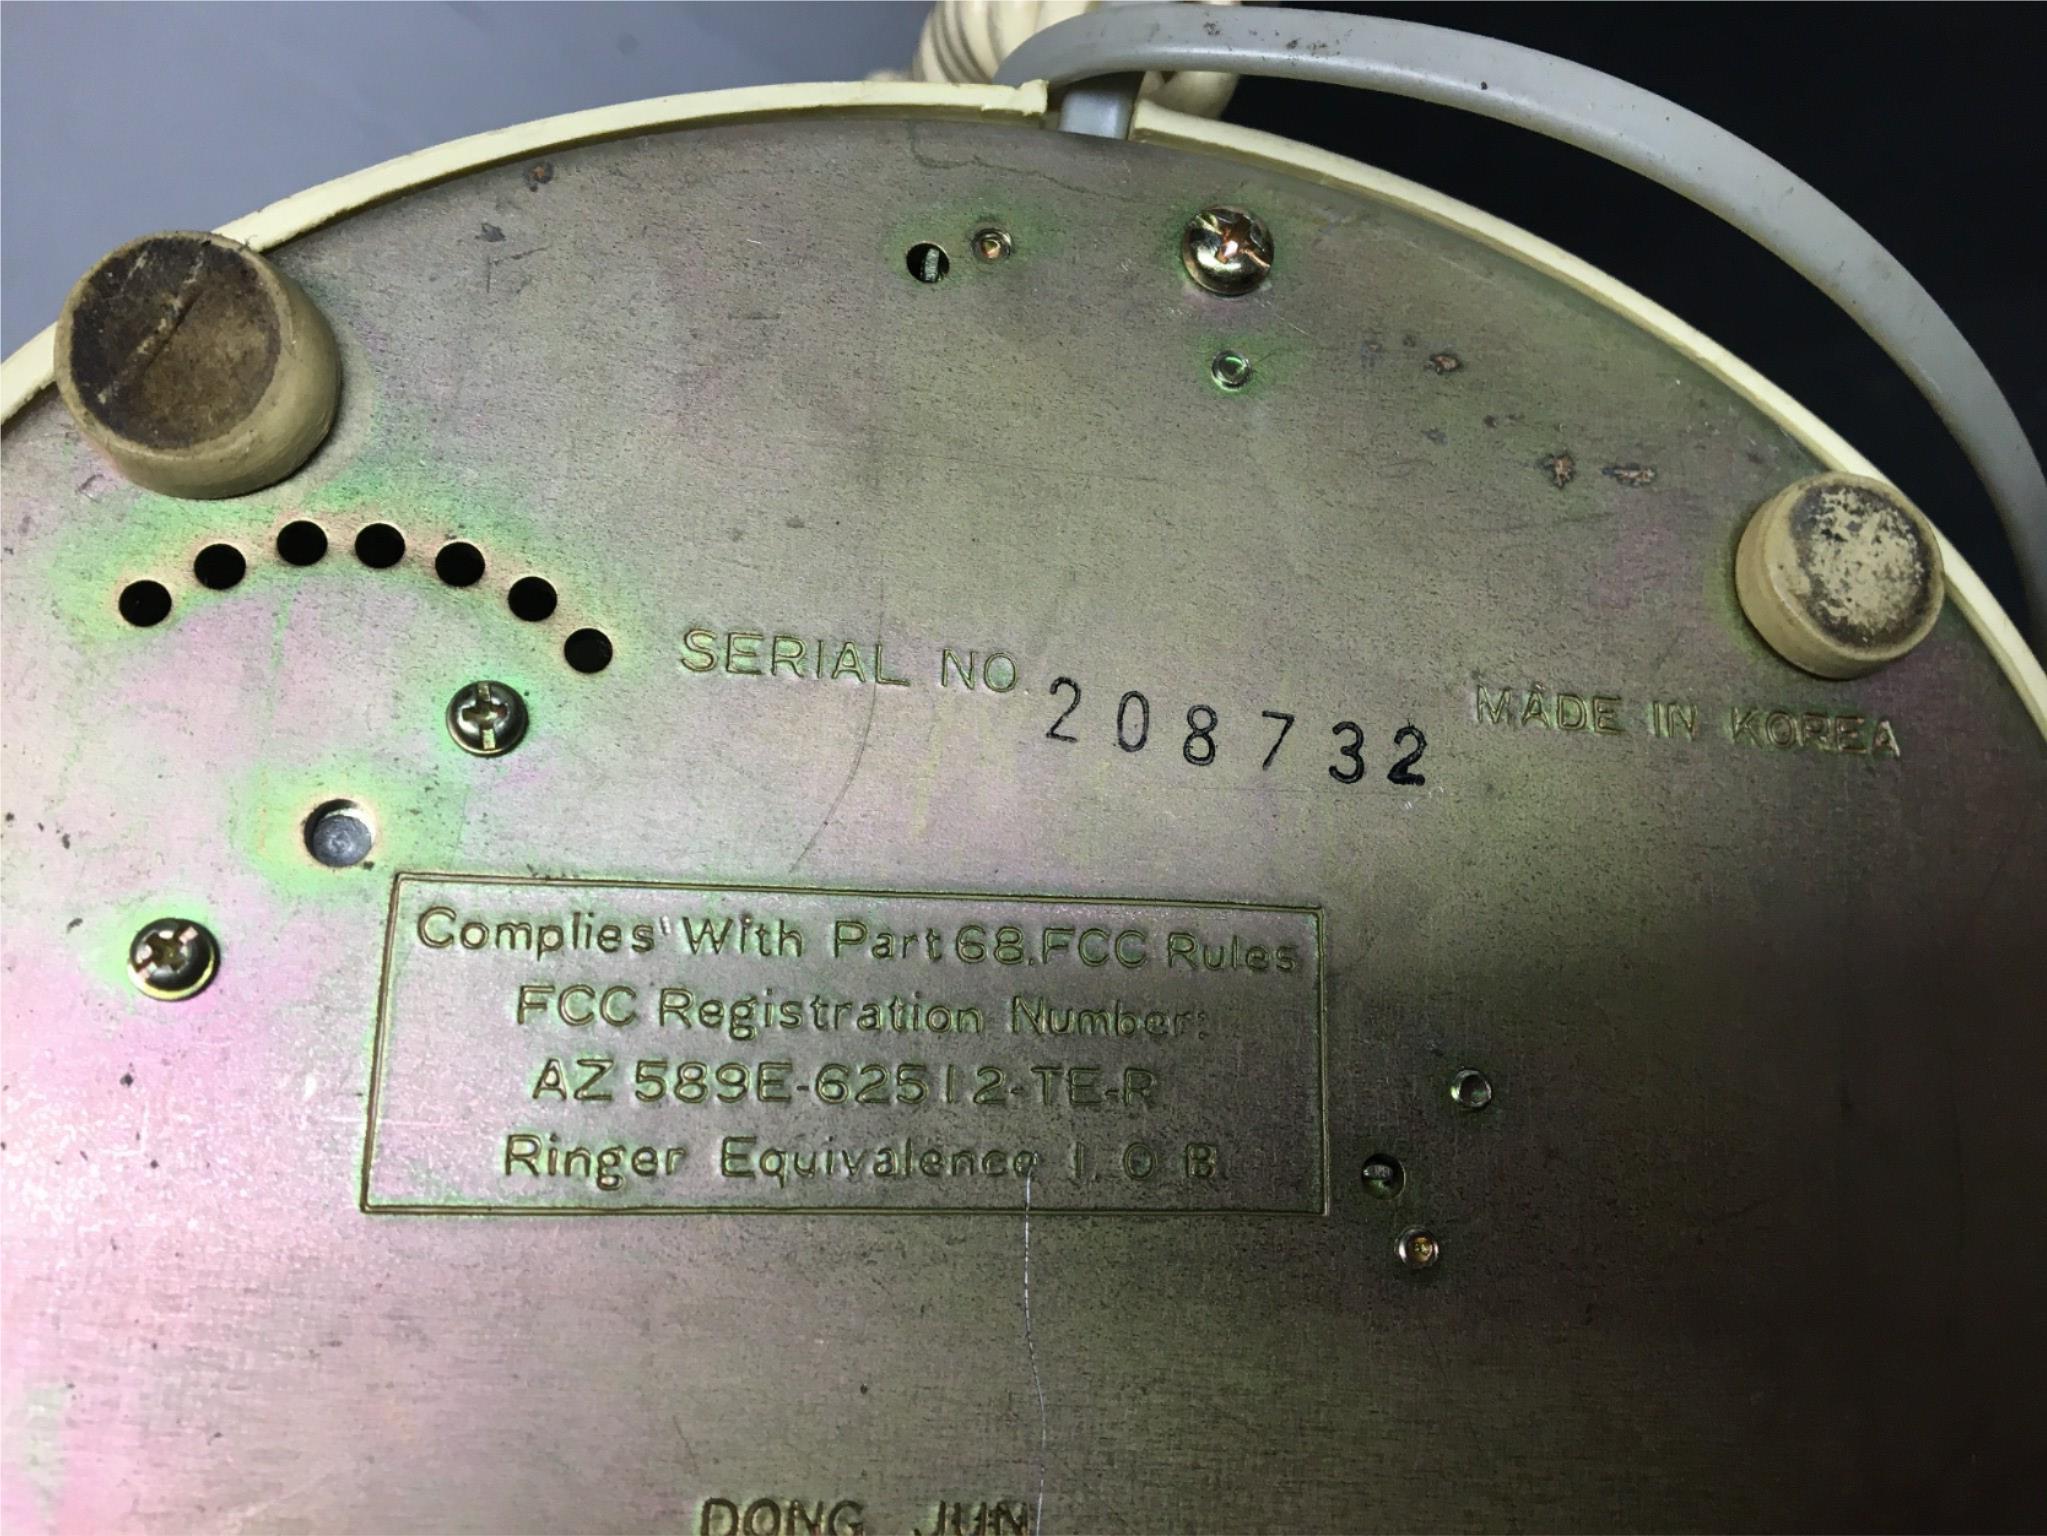 SERIAL NO. 208732 MADE IN KOREA
Complies With Part 68. FCC Rules
FCC Registration Number:
AZ 589E-62512-TE-R
Ringer Equivalence 1.0 B
DONG JUN